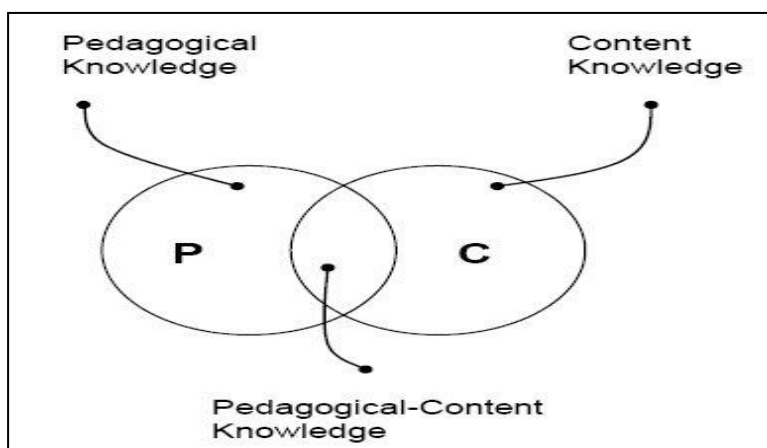 Pedagogical
Knowledge
Content
Knowledge
P
C
Pedagogical-Content
Knowledge